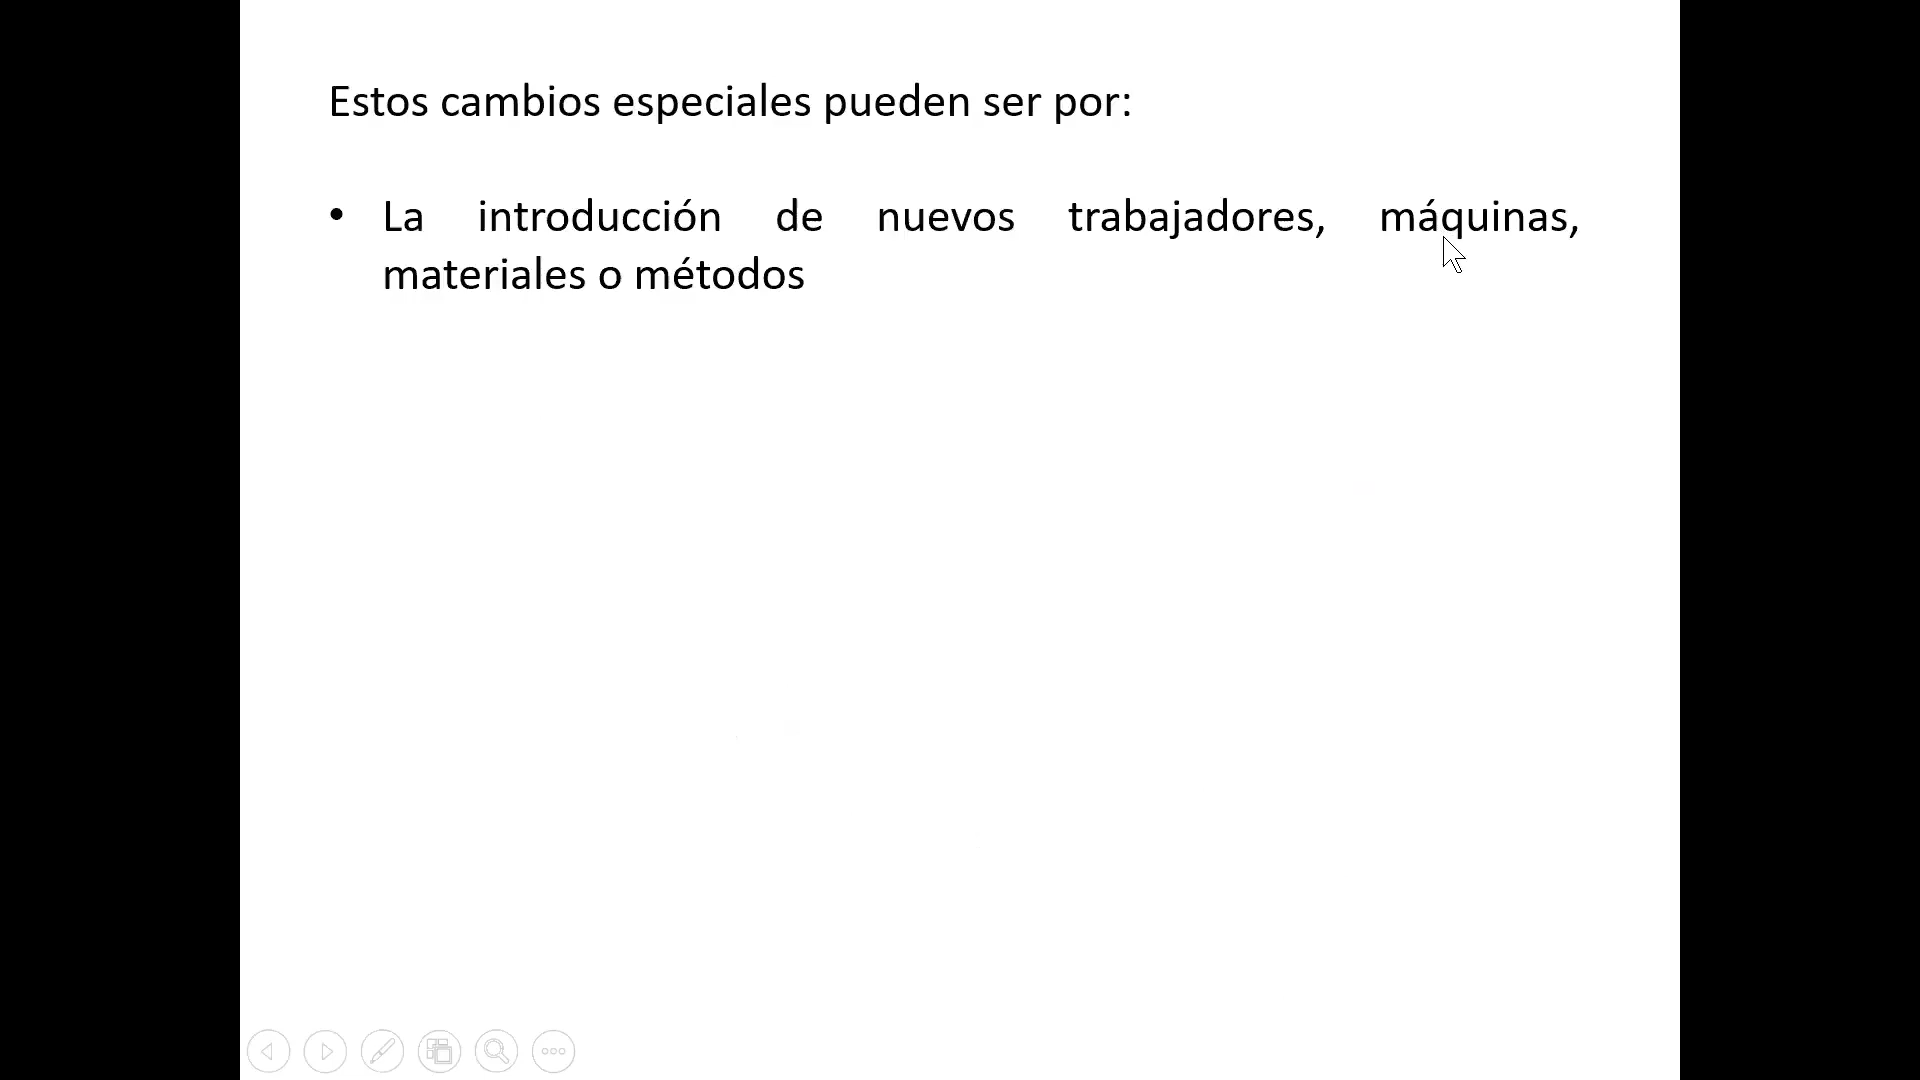 Estos cambios especiales pueden ser por:
• La introducción de nuevos trabajadores, máquinas,
materiales o métodos